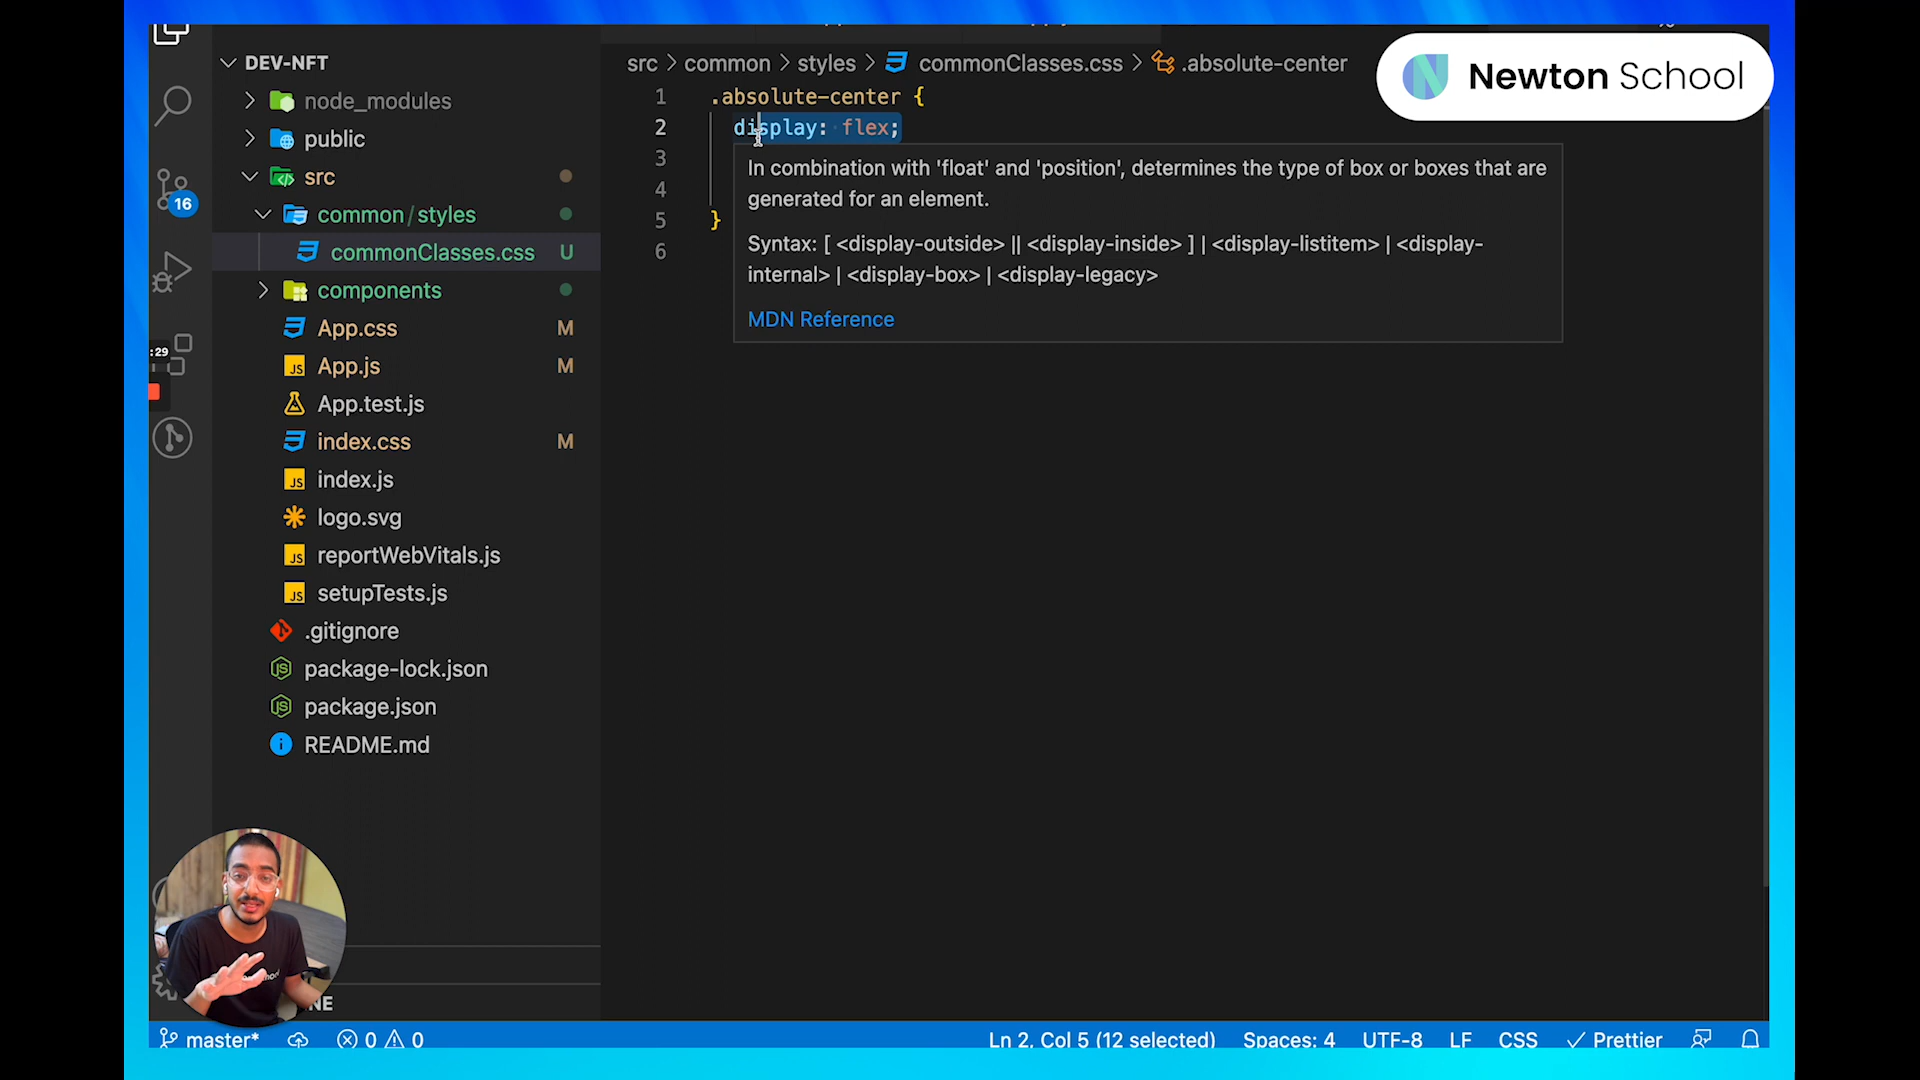 DEV-NFT
node_modules
public
src
common/styles
commonClasses.css U
components
App.css M
App.js M
App.test.js
index.css M
index.js
logo.svg
reportWebVitals.js
setupTests.js
.gitignore
package-lock.json
package.json
README.md
16
:29
src > common > styles > commonClasses.css > .absolute-center
Newton School
1 .absolute-center {
2 display: flex;
3
4
5 }
6
In combination with 'float' and 'position', determines the type of box or boxes that are
generated for an element.
Syntax: [ <display-outside> || <display-inside> ] | <display-listitem> | <display-
internal> | <display-box> | <display-legacy>
MDN Reference
master* 0 0 Ln 2, Col 5 (12 selected) Spaces: 4 UTF-8 LF CSS Prettier